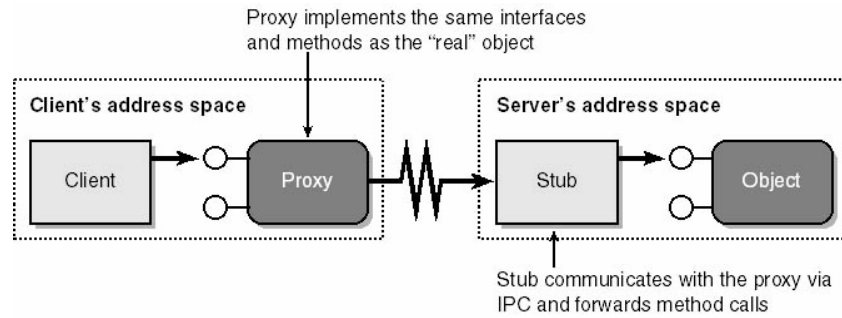 Proxy implements the same interfaces
and methods as the “real” object
Client’s address space
Server’s address space
Client
Proxy
Stub
Object
Stub communicates with the proxy via
IPC and forwards method calls